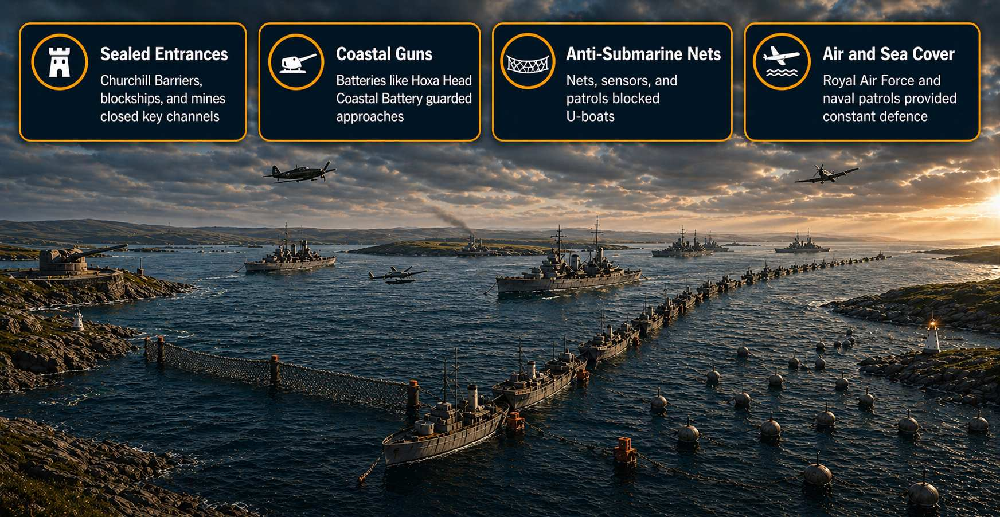 Sealed Entrances
Churchill Barriers,
blockships, and mines
closed key channels
Coastal Guns
Batteries like Hoxa Head
Coastal Battery guarded
approaches
Anti-Submarine Nets
Nets, sensors, and
patrols blocked
U-boats
Air and Sea Cover
Royal Air Force and
naval patrols provided
constant defence